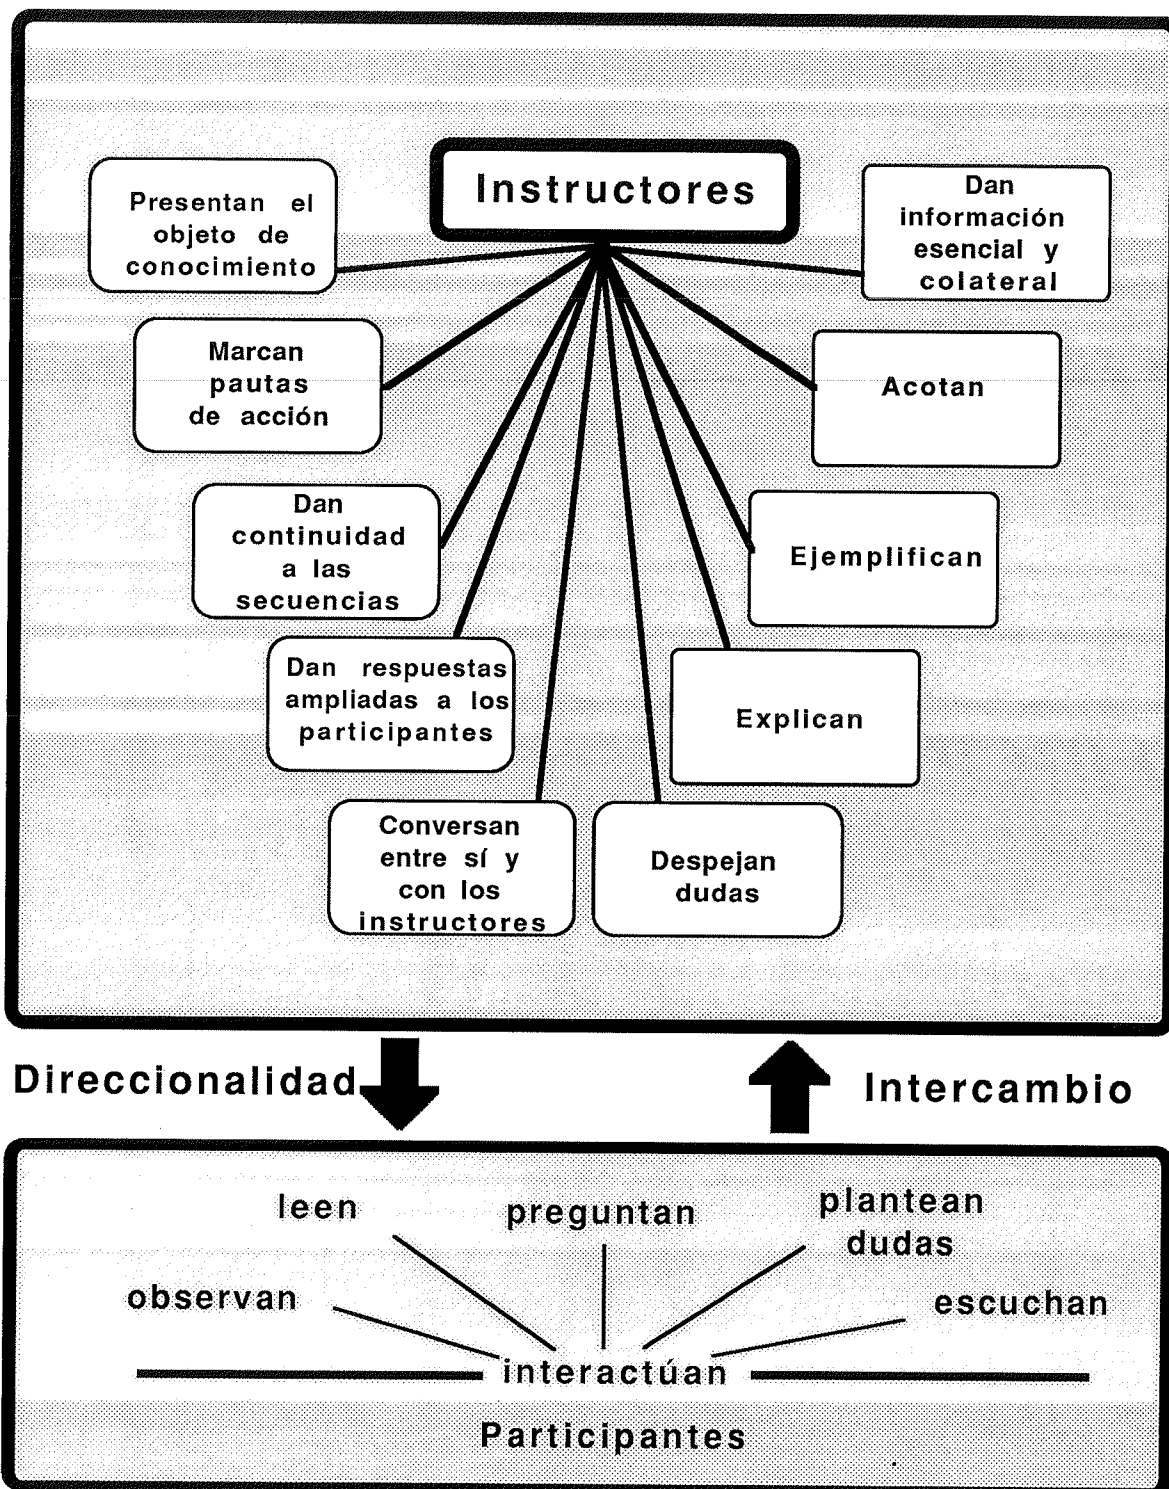 Instructores
Presentan el
objeto de
conocimiento
Dan
información
esencial y
colateral
Marcan
pautas
de acción
Acotan
Dan
continuidad
a las
secuencias
Ejemplifican
Dan respuestas
ampliadas a los
participantes
Explican
Conversan
entre sí y
con los
instructores
Despejan
dudas
Direccionalidad
Intercambio
leen
preguntan
plantean
dudas
observan
escuchan
interactúan
Participantes